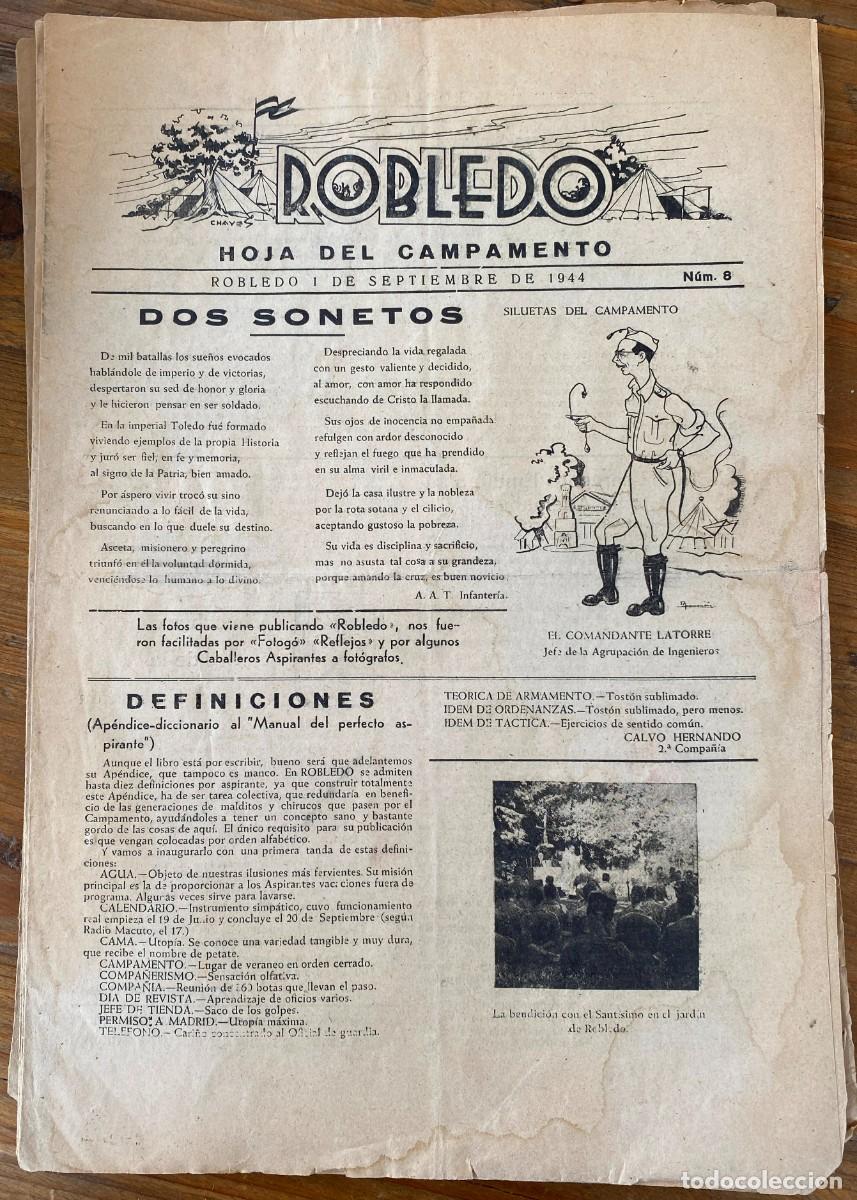 CHAVES
ROBLEDO
HOJA DEL CAMPAMENTO
ROBLEDO 1 DE SEPTIEMBRE DE 1944 Núm. 8
DOS SONETOS
De mil batallas los sueños evocados
hablándole de imperio y de victorias,
despertaron su sed de honor y gloria
y le hicieron pensar en ser soldado.
En la imperial Toledo fué formado
viviendo ejemplos de la propia Historia
y juró ser fiel, en fe y memoria,
al signo de la Patria, bien amado.
Por áspero vivir trocó su sino
renunciando a lo fácil de la vida,
buscando en lo que duele su destino.
Asceta, misionero y peregrino
triunfó en él la voluntad dormida,
venciéndose lo humano a lo divino.
Despreciando la vida regalada
con un gesto valiente y decidido,
al amor, con amor ha respondido
escuchando de Cristo la llamada.
Sus ojos de inocencia no empañada
refulgen con ardor desconocido
y reflejan el fuego que ha prendido
en su alma viril e inmaculada.
Dejó la casa ilustre y la nobleza
por la rota sotana y el cilicio,
aceptando gustoso la pobreza.
Su vida es disciplina y sacrificio,
mas no asusta tal cosa a su grandeza,
porque amando la cruz, es buen novicio.
A. A. T. Infantería.
SILUETAS DEL CAMPAMENTO
EL COMANDANTE LATORRE
Jefe de la Agrupación de Ingenieros
Las fotos que viene publicando «Robledo», nos fue-
ron facilitadas por «Fotogó» «Reflejos» y por algunos
Caballeros Aspirantes a fotógrafos.
DEFINICIONES
(Apéndice-diccionario al "Manual del perfecto as-
pirante")
Aunque el libro está por escribir, bueno será que adelantemos
su Apéndice, que tampoco es manco. En ROBLEDO se admiten
hasta diez definiciones por aspirante, ya que construir totalmente
este Apéndice, ha de ser tarea colectiva, que redundaría en benefi-
cio de las generaciones de malditos y chirucos que pasen por el
Campamento, ayudándoles a tener un concepto sano y bastante
gordo de las cosas de aquí. El único requisito para su publicación
es que vengan colocadas por orden alfabético.
Y vamos a inaugurarlo con una primera tanda de estas defini-
ciones:
AGUA.—Objeto de nuestras ilusiones más fervientes. Su misión
principal es la de proporcionar a los Aspirantes vacaciones fuera de
programa. Algunas veces sirve para lavarse.
CALENDARIO.—Instrumento simpático, cuyo funcionamiento
real empieza el 19 de Junio y concluye el 20 de Septiembre (según
Radio Macuto, el 17.)
CAMA.—Utopía. Se conoce una variedad tangible y muy dura,
que recibe el nombre de petate.
CAMPAMENTO.—Lugar de veraneo en orden cerrado.
COMPAÑERISMO.—Sensación olfativa.
COMPAÑIA.—Reunión de 360 botas que llevan el paso.
DIA DE REVISTA.—Aprendizaje de oficios varios.
JEFE DE TIENDA.—Saco de los golpes.
PERMISO A MADRID.—Utopía máxima.
TELEFONO.—Cariño concentrado al Oficial de guardia.
TEORICA DE ARMAMENTO.—Tostón sublimado.
IDEM DE ORDENANZAS.—Tostón sublimado, pero menos.
IDEM DE TACTICA.—Ejercicios de sentido común.
CALVO HERNANDO
2.ª Compañía
La bendición con el Santísimo en el jardín
de Robledo.
todocoleccion